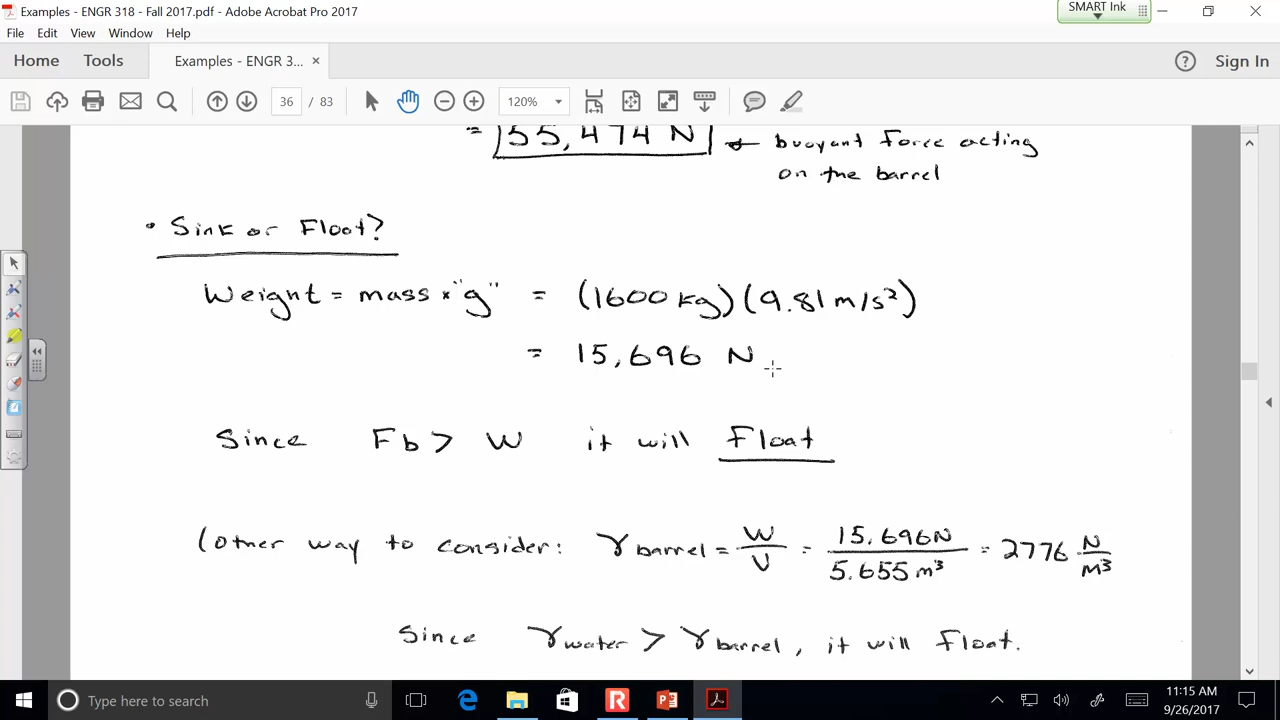 Examples - ENGR 318 - Fall 2017.pdf - Adobe Acrobat Pro 2017
SMART Ink
File Edit View Window Help
Home Tools Examples - ENGR 3... × Sign In
36 / 83 120%
= 55,474 N ← buoyant force acting
on the barrel
• Sink or Float?
Weight = mass × "g" = (1600 kg)(9.81 m/s²)
= 15,696 N
Since Fb > W it will Float
(other way to consider: γbarrel = W/V = 15,696N/5.655 m³ = 2776 N/m³
Since γwater > γbarrel, it will float.
Type here to search
11:15 AM
9/26/2017